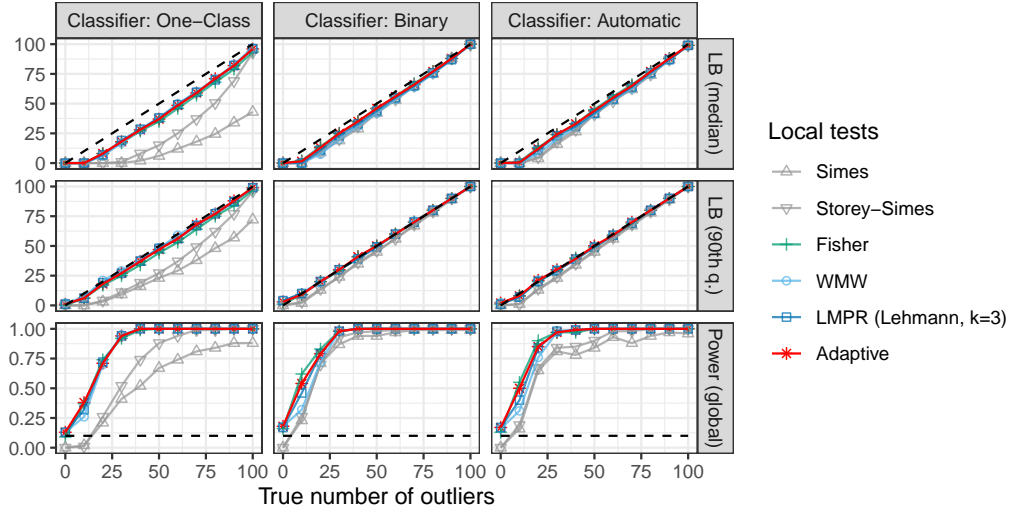 Classifier: One−Class
Classifier: Binary
Classifier: Automatic
100
75
50
25
0
LB (median)
100
75
50
25
0
LB (90th q.)
1.00
0.75
0.50
0.25
0.00
Power (global)
0 25 50 75 100
0 25 50 75 100
0 25 50 75 100
True number of outliers
Local tests
Simes
Storey−Simes
Fisher
WMW
LMPR (Lehmann, k=3)
Adaptive